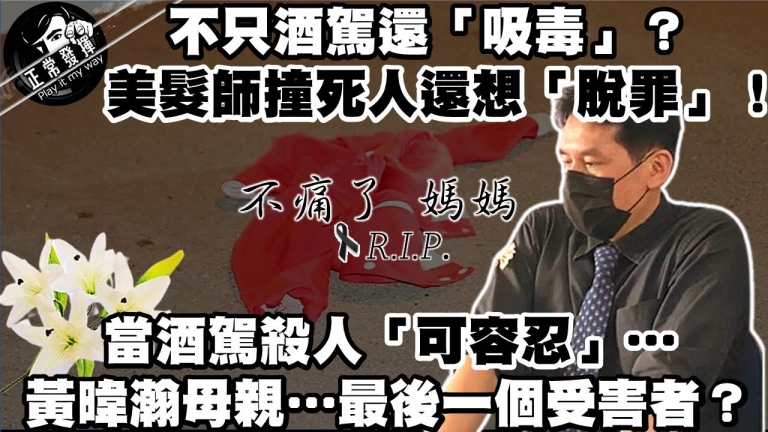 正常發揮
Play it my way
不只酒駕還「吸毒」？
美髮師撞死人還想「脫罪」！
不痛了 媽媽
R.I.P.
當酒駕殺人「可容忍」…
黃暐瀚母親…最後一個受害者？